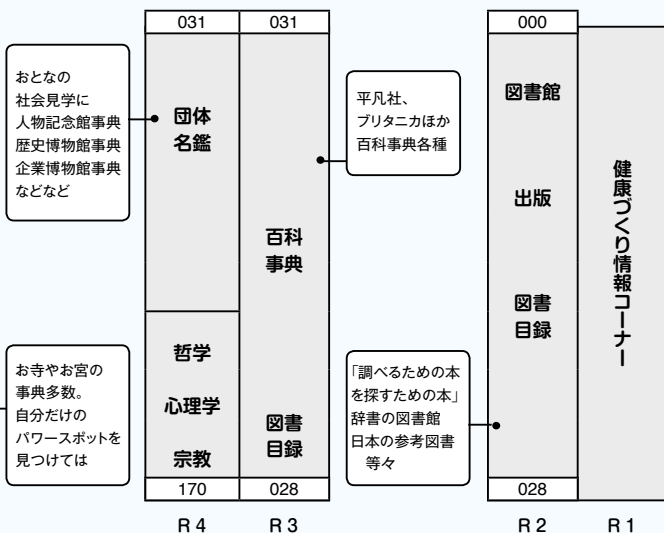 031
031
000
おとなの
社会見学に
人物記念館事典
歴史博物館事典
企業博物館事典
などなど
団体
名鑑
平凡社、
ブリタニカほか
百科事典各種
百科
事典
図書館
出版
図書
目録
健康づくり情報コーナー
お寺やお宮の
事典多数。
自分だけの
パワースポットを
見つけては
哲学
心理学
宗教
図書
目録
「調べるための本
を探すための本」
辞書の図書館
日本の参考図書
等々
170
028
028
R 4
R 3
R 2
R 1